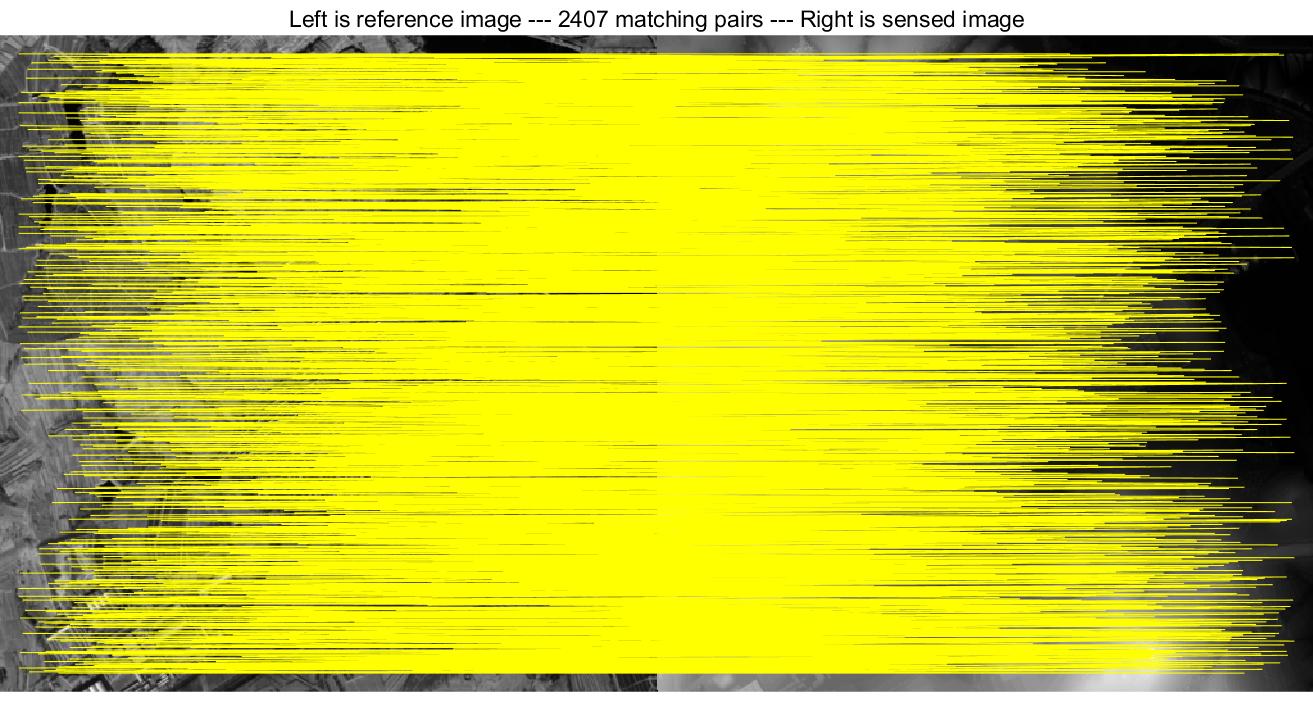 Left is reference image --- 2407 matching pairs --- Right is sensed image